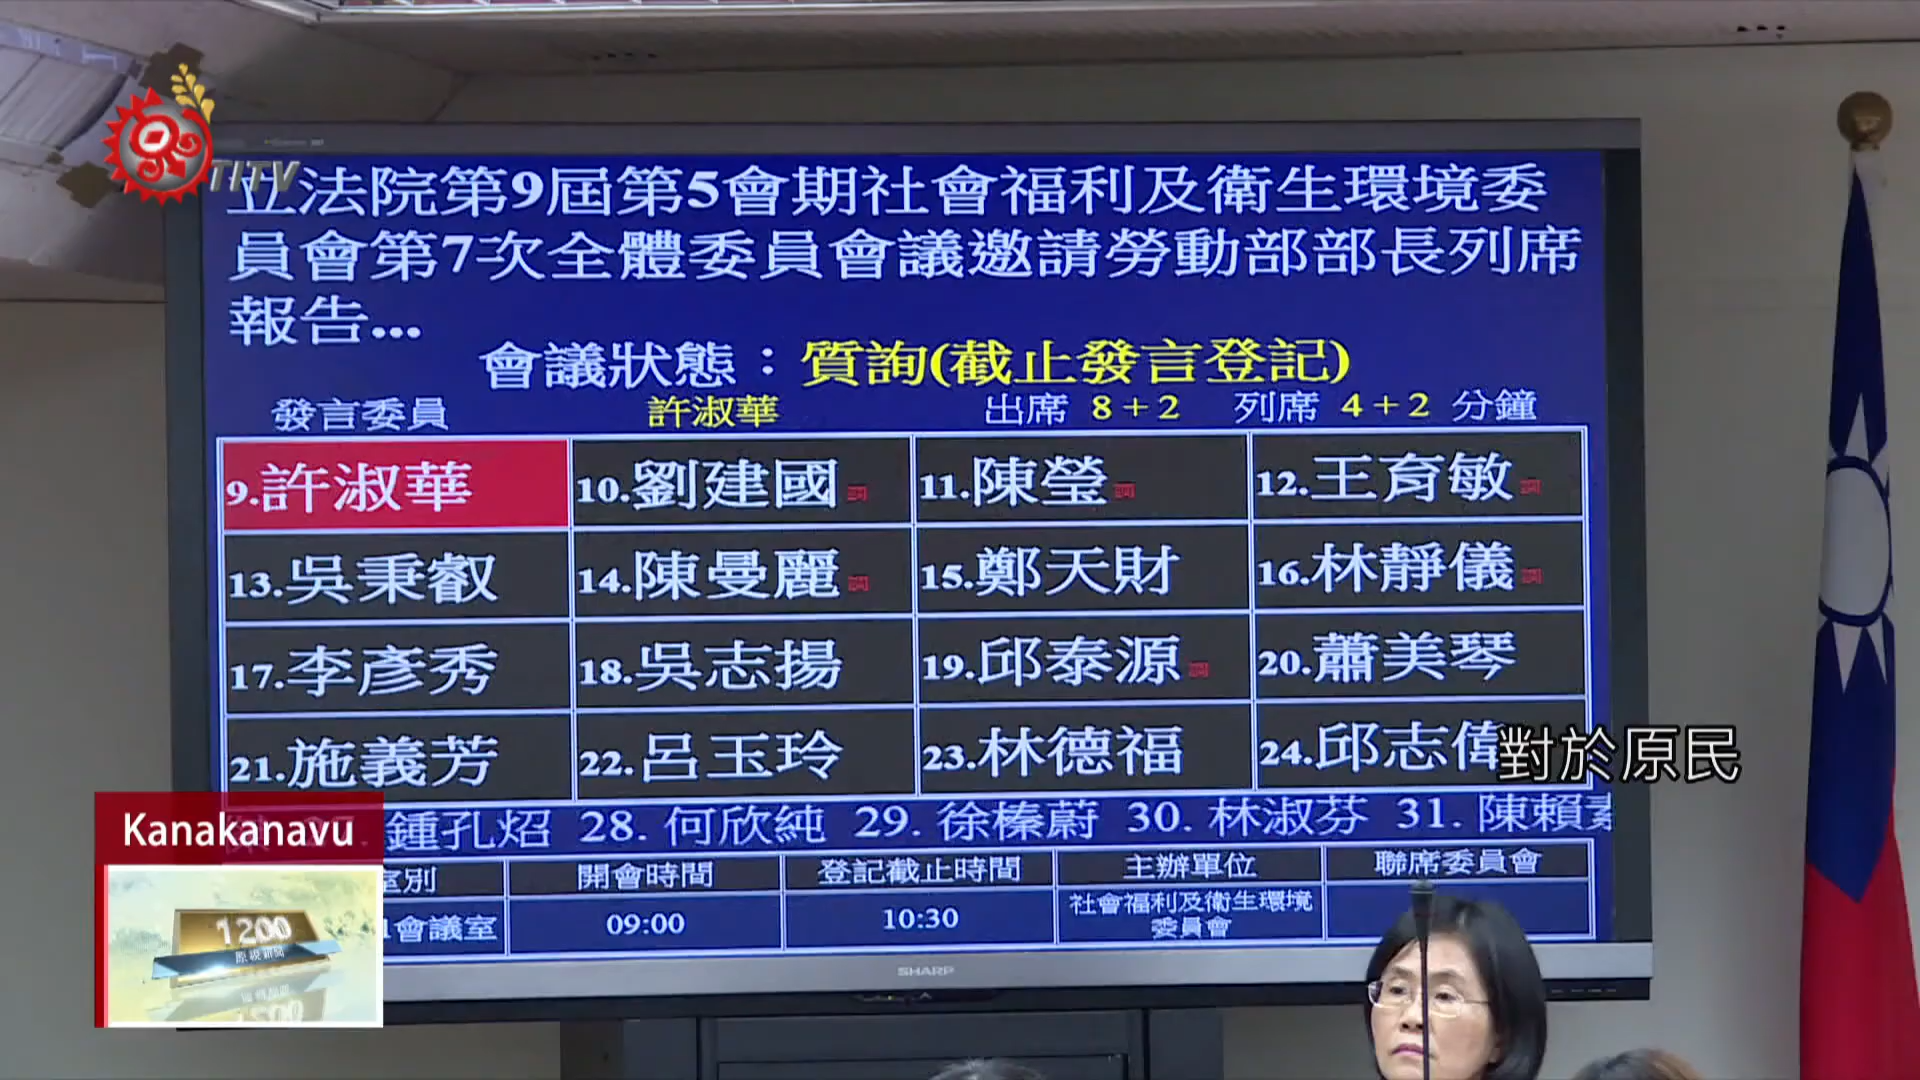 TITV
立法院第9屆第5會期社會福利及衛生環境委
員會第7次全體委員會議邀請勞動部部長列席
報告...
會議狀態：質詢(截止發言登記)
發言委員 許淑華 出席 8+2 列席 4+2 分鐘
9.許淑華 10.劉建國 11.陳瑩 12.王育敏
13.吳秉叡 14.陳曼麗 15.鄭天財 16.林靜儀
17.李彥秀 18.吳志揚 19.邱泰源 20.蕭美琴
21.施義芳 22.呂玉玲 23.林德福 24.邱志偉
對於原民
鍾孔炤 28. 何欣純 29. 徐榛蔚 30. 林淑芬 31. 陳賴素
Kanakanavu
室別 開會時間 登記截止時間 主辦單位 聯席委員會
1會議室 09:00 10:30 社會福利及衛生環境
委員會
1200
原視新聞
SHARP